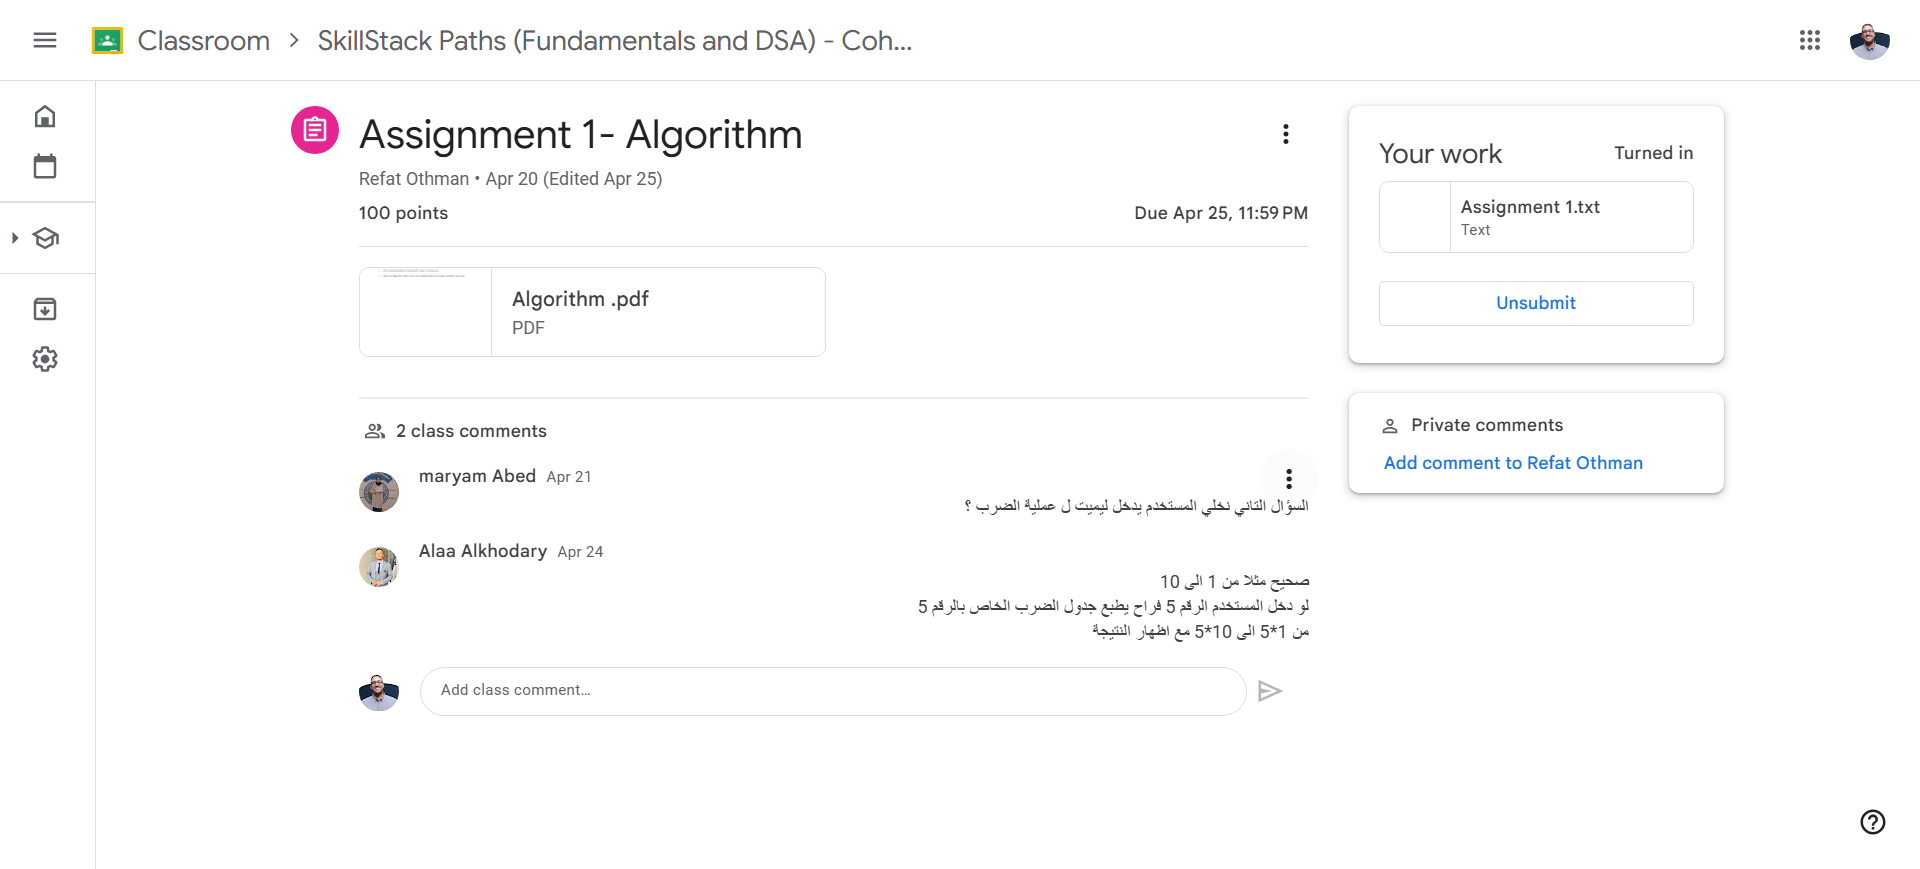 Classroom
SkillStack Paths (Fundamentals and DSA) - Coh...
Assignment 1- Algorithm
Refat Othman • Apr 20 (Edited Apr 25)
100 points
Due Apr 25, 11:59 PM
Algorithm .pdf
PDF
2 class comments
maryam Abed Apr 21
السؤال التاني نخلي المستخدم يدخل ليميت ل عملية الضرب ؟
Alaa Alkhodary Apr 24
صحيح مثلا من 1 الى 10
لو دخل المستخدم الرقم 5 فراح يطبع جدول الضرب الخاص بالرقم 5
من 1*5 الى 10*5 مع اظهار النتيجة
Add class comment...
Your work
Turned in
Assignment 1.txt
Text
Unsubmit
Private comments
Add comment to Refat Othman